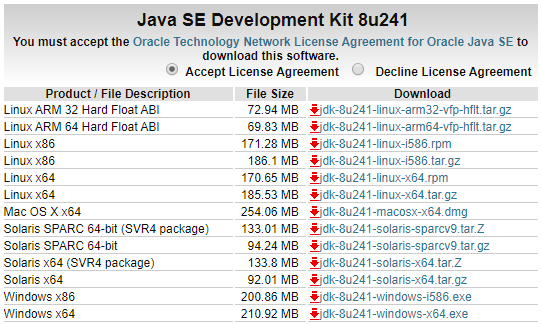 Java SE Development Kit 8u241
You must accept the Oracle Technology Network License Agreement for Oracle Java SE to
download this software.
Accept License Agreement Decline License Agreement
Product / File Description File Size Download
Linux ARM 32 Hard Float ABI 72.94 MB jdk-8u241-linux-arm32-vfp-hflt.tar.gz
Linux ARM 64 Hard Float ABI 69.83 MB jdk-8u241-linux-arm64-vfp-hflt.tar.gz
Linux x86 171.28 MB jdk-8u241-linux-i586.rpm
Linux x86 186.1 MB jdk-8u241-linux-i586.tar.gz
Linux x64 170.65 MB jdk-8u241-linux-x64.rpm
Linux x64 185.53 MB jdk-8u241-linux-x64.tar.gz
Mac OS X x64 254.06 MB jdk-8u241-macosx-x64.dmg
Solaris SPARC 64-bit (SVR4 package) 133.01 MB jdk-8u241-solaris-sparcv9.tar.Z
Solaris SPARC 64-bit 94.24 MB jdk-8u241-solaris-sparcv9.tar.gz
Solaris x64 (SVR4 package) 133.8 MB jdk-8u241-solaris-x64.tar.Z
Solaris x64 92.01 MB jdk-8u241-solaris-x64.tar.gz
Windows x86 200.86 MB jdk-8u241-windows-i586.exe
Windows x64 210.92 MB jdk-8u241-windows-x64.exe